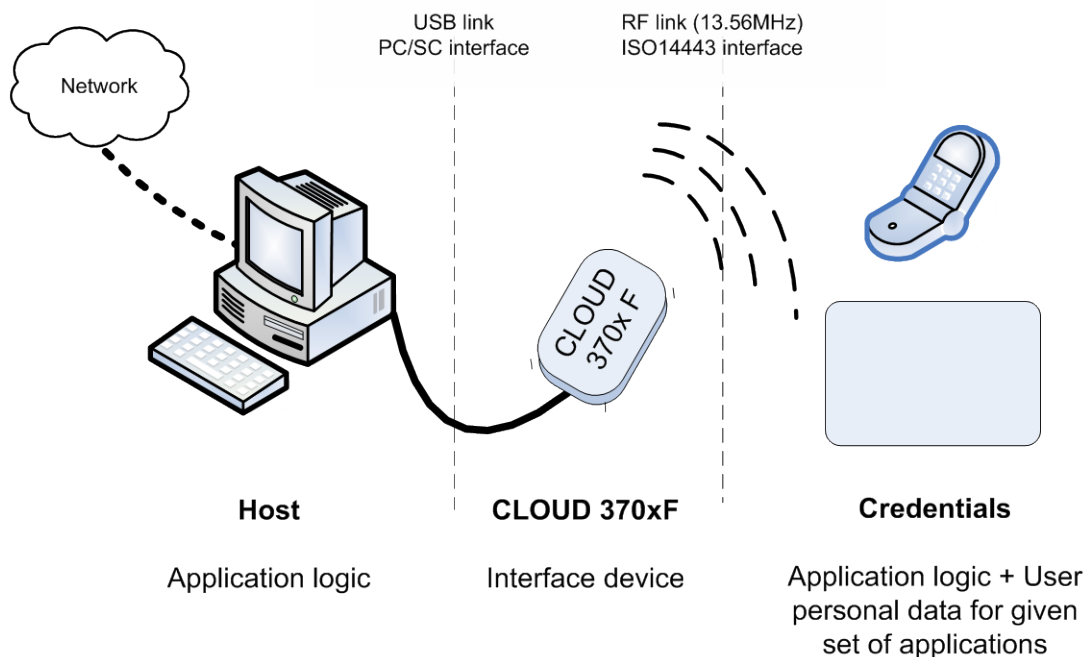 USB link
PC/SC interface
RF link (13.56MHz)
ISO14443 interface
Network
CLOUD
370x F
Host
CLOUD 370xF
Credentials
Application logic
Interface device
Application logic + User
personal data for given
set of applications